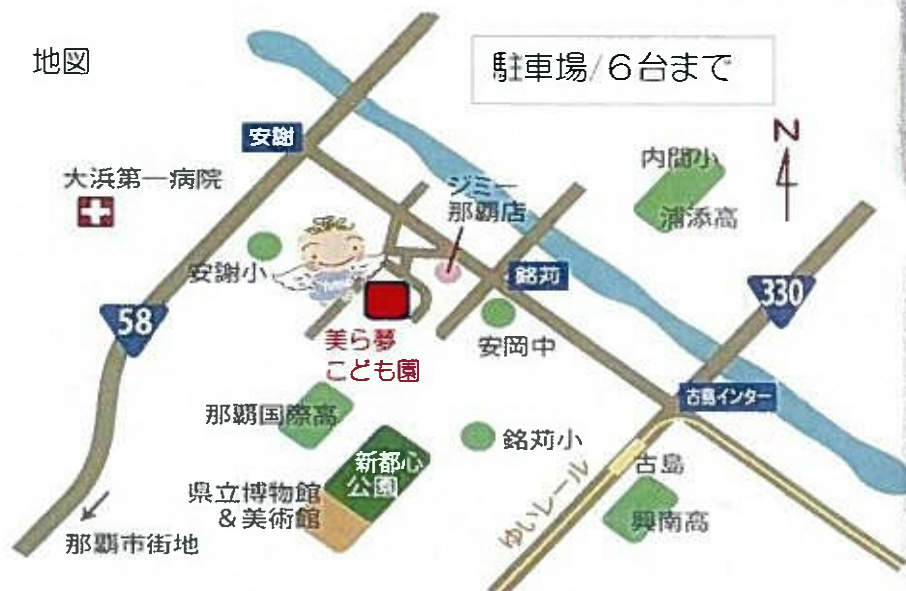 地図
駐車場/6台まで
安謝
N
内間小
大浜第一病院
ジミー
那覇店
浦添高
安謝小
銘苅
330
58
安岡中
美ら夢
こども園
古島インター
那覇国際高
銘苅小
新都心
公園
古島
県立博物館
&美術館
ゆいレール
興南高
那覇市街地